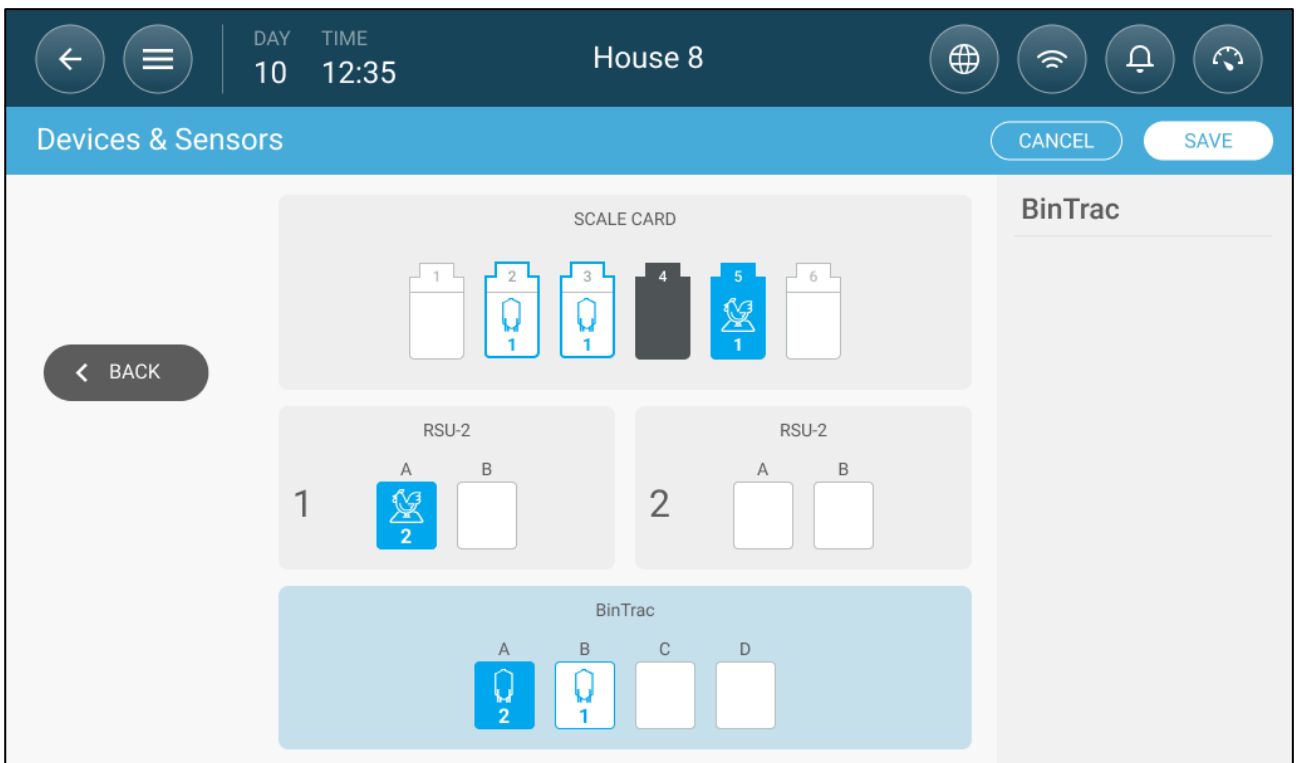 DAY TIME
10 12:35
House 8
Devices & Sensors
CANCEL
SAVE
SCALE CARD
1 2 3 4 5 6
1 1 1
BACK
RSU-2
A B
1
2
RSU-2
A B
2
BinTrac
A B C D
2 1
BinTrac